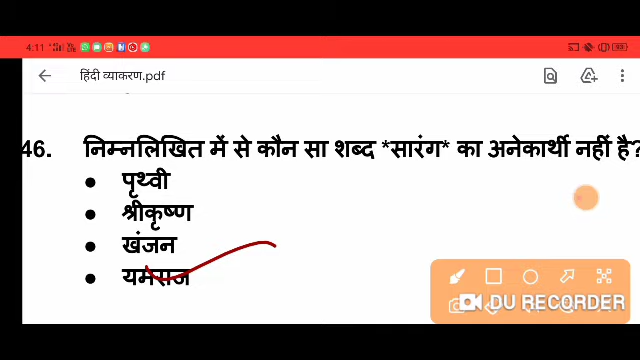 4:11
हिंदी व्याकरण.pdf
46. निम्नलिखित में से कौन सा शब्द *सारंग* का अनेकार्थी नहीं है?
● पृथ्वी
● श्रीकृष्ण
● खंजन
● यमराज
DU RECORDER